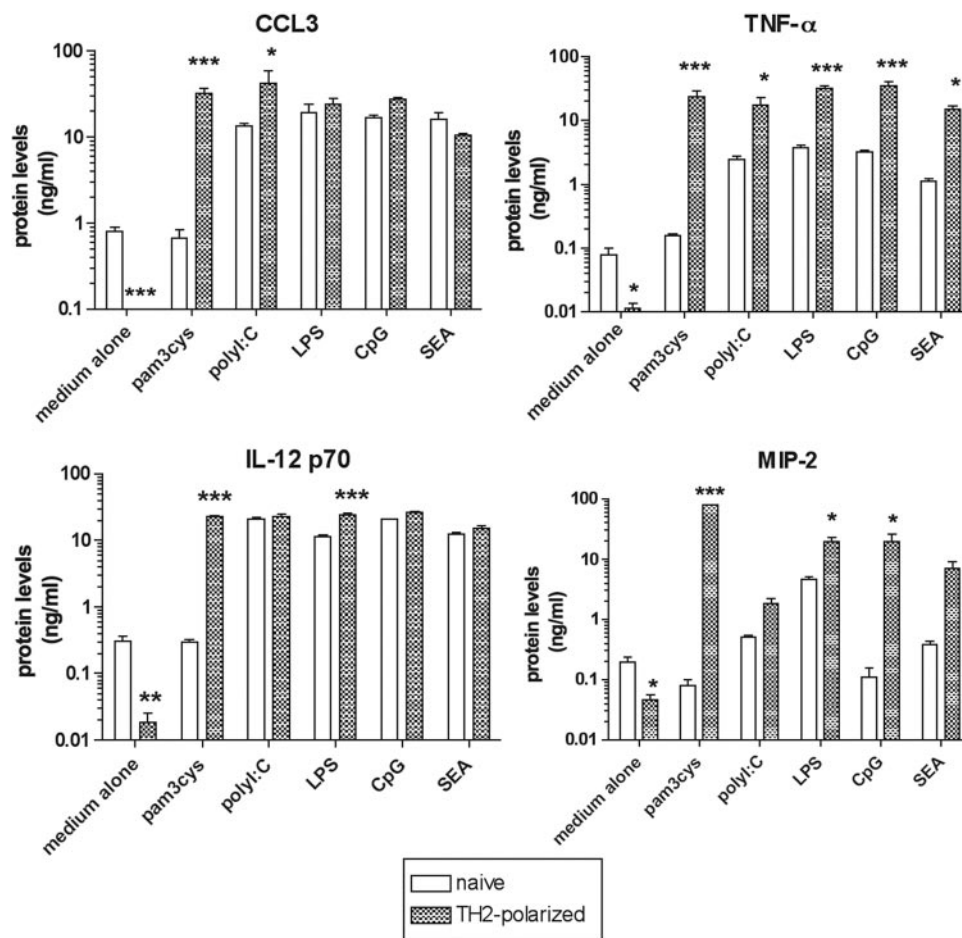 CCL3
100
10
1
0.1
protein levels
(ng/ml)
***
***
*
medium alone
pam3cys
polyI:C
LPS
CpG
SEA
TNF-α
100
10
1
0.1
0.01
protein levels
(ng/ml)
*
***
*
***
***
*
medium alone
pam3cys
polyI:C
LPS
CpG
SEA
IL-12 p70
100
10
1
0.1
0.01
protein levels
(ng/ml)
**
***
***
medium alone
pam3cys
polyI:C
LPS
CpG
SEA
MIP-2
100
10
1
0.1
0.01
protein levels
(ng/ml)
*
***
*
*
medium alone
pam3cys
polyI:C
LPS
CpG
SEA
naive
TH2-polarized